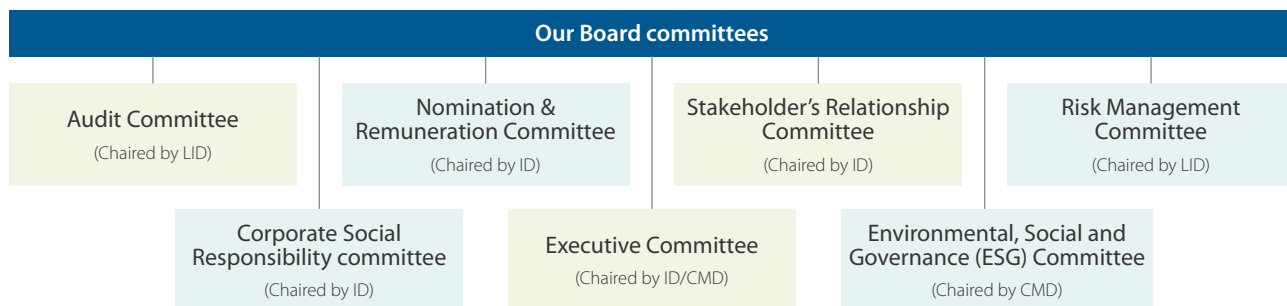 Our Board committees
Audit Committee
(Chaired by LID)
Nomination &
Remuneration Committee
(Chaired by ID)
Stakeholder’s Relationship
Committee
(Chaired by ID)
Risk Management
Committee
(Chaired by LID)
Corporate Social
Responsibility committee
(Chaired by ID)
Executive Committee
(Chaired by ID/CMD)
Environmental, Social and
Governance (ESG) Committee
(Chaired by CMD)